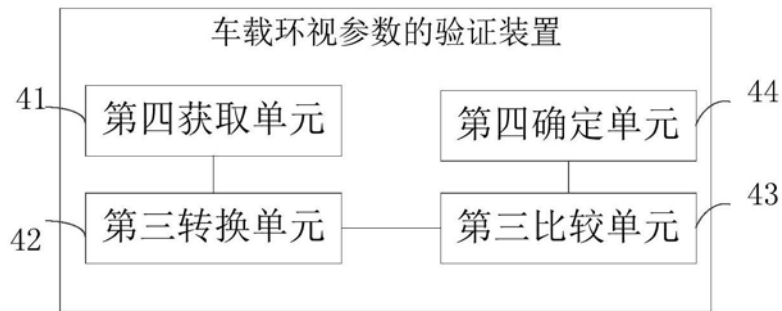 车载环视参数的验证装置
41
第四获取单元
44
第四确定单元
42
第三转换单元
43
第三比较单元